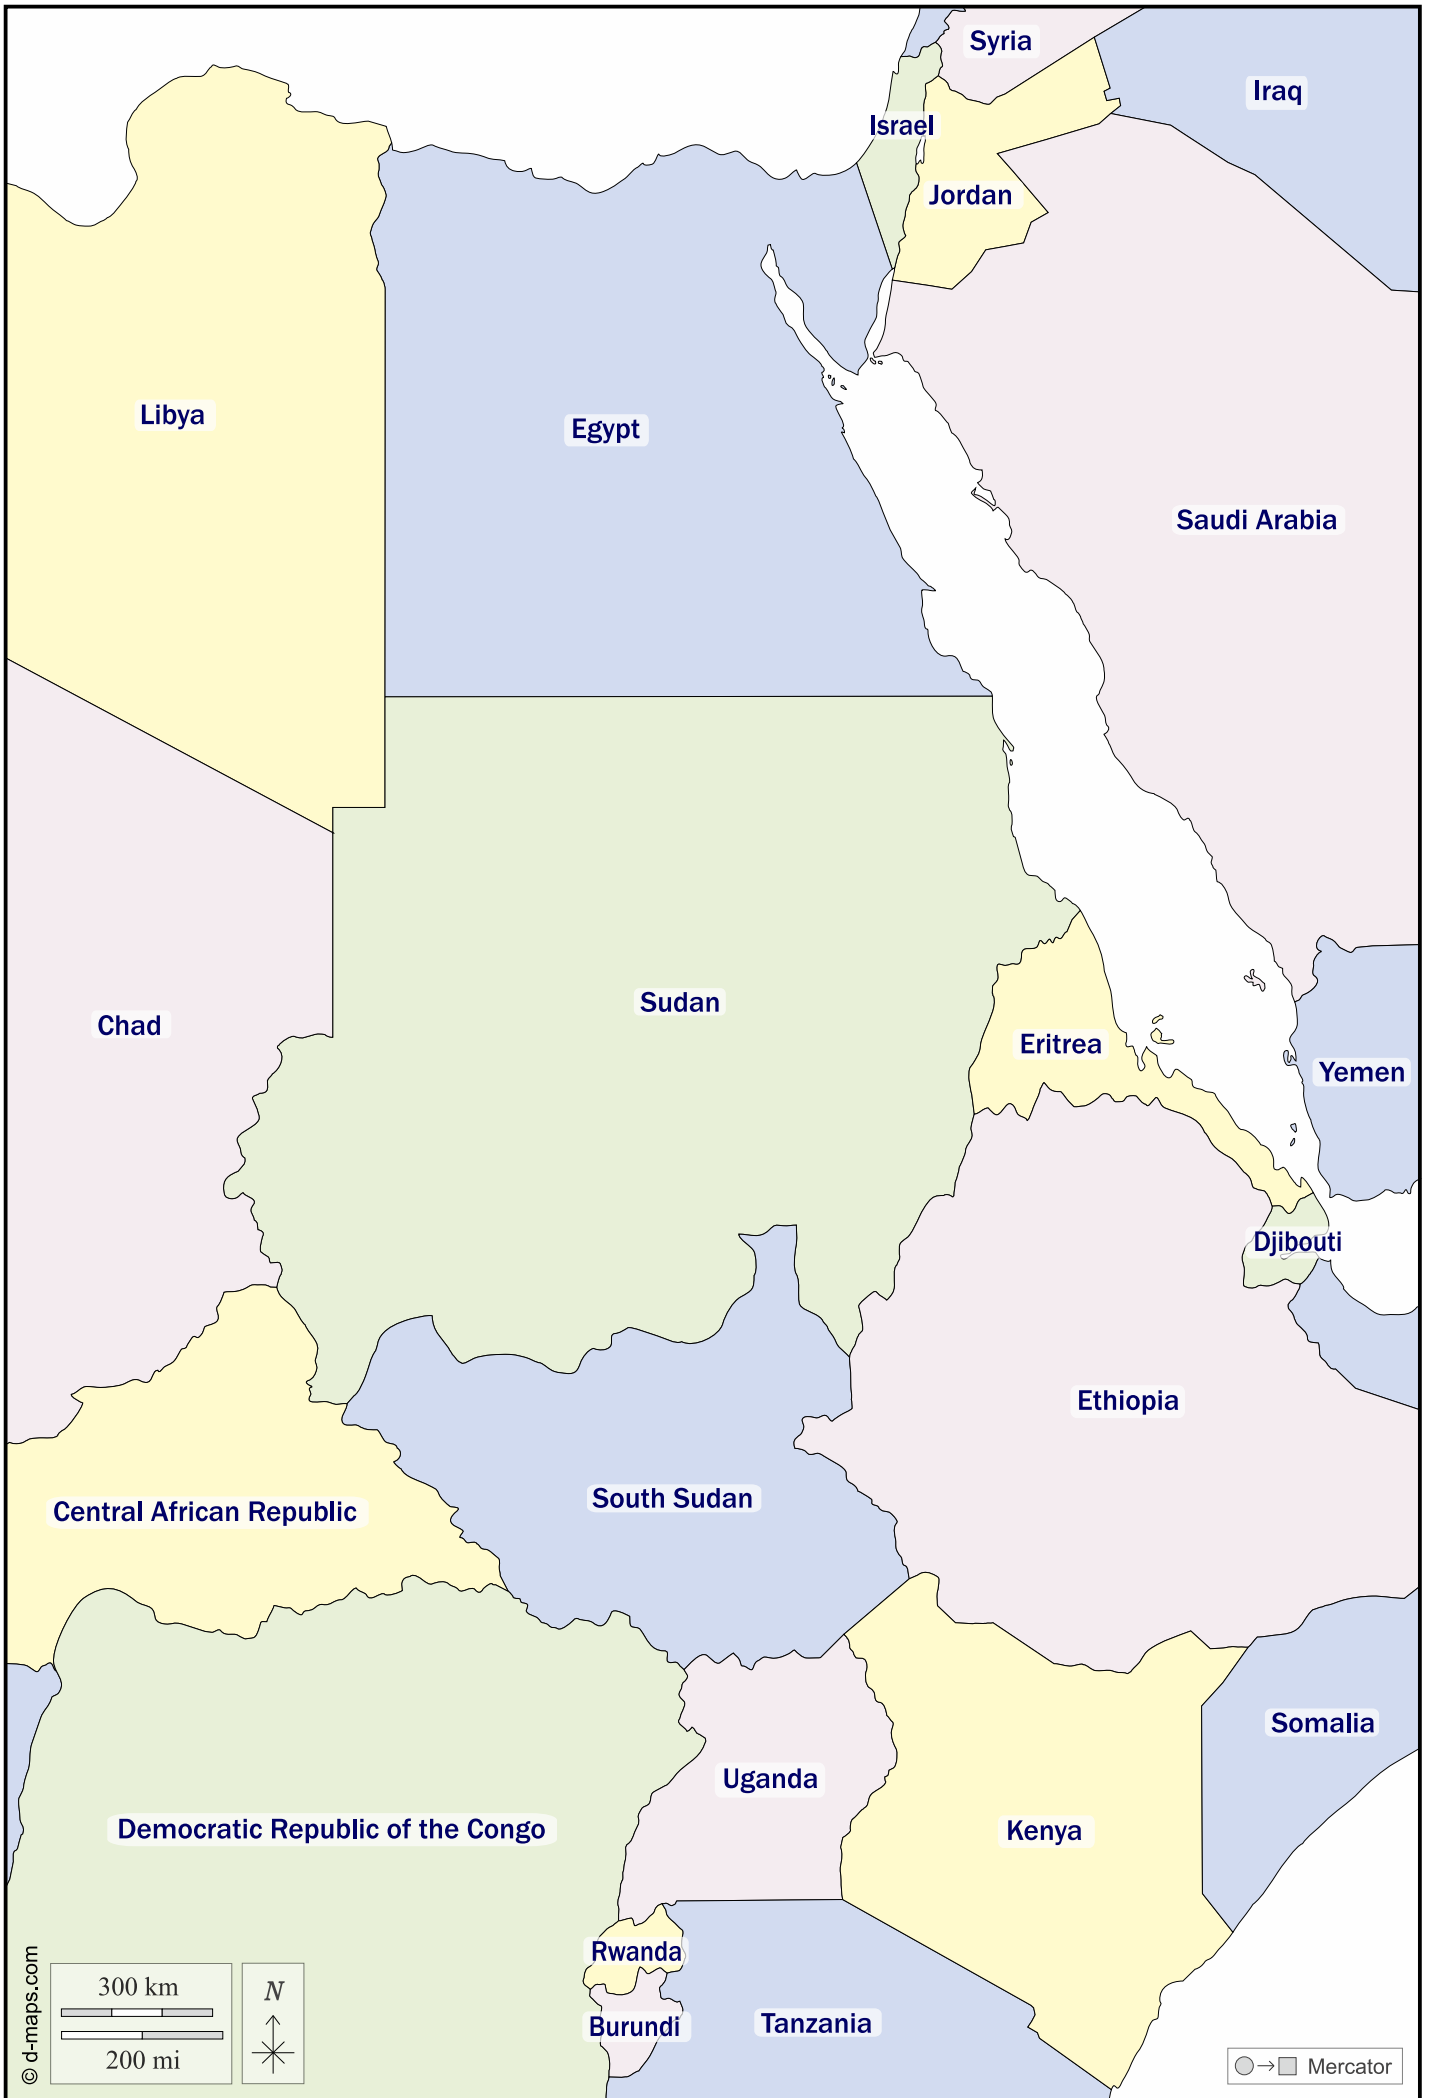 Syria
Iraq
Israel
Jordan
Libya
Egypt
Saudi Arabia
Sudan
Chad
Eritrea
Yemen
Djibouti
Ethiopia
South Sudan
Central African Republic
Somalia
Uganda
Democratic Republic of the Congo
Kenya
Rwanda
Burundi
Tanzania
© d-maps.com
300 km
200 mi
N
Mercator